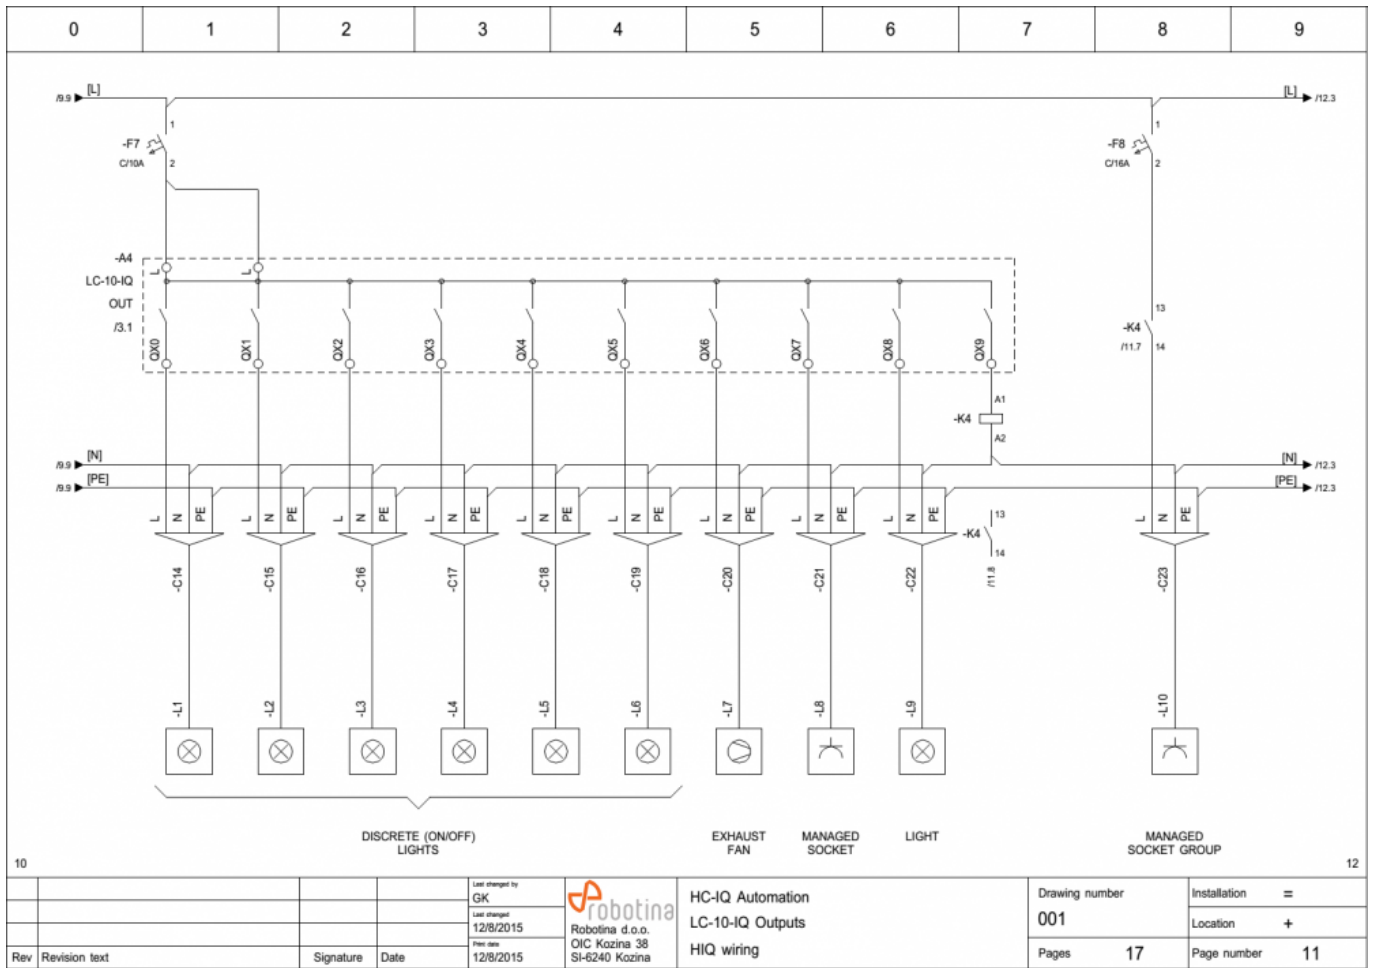 0 1 2 3 4 5 6 7 8 9
/9.9 [L] [L] /12.3
-F7 1
C/10A 2
-F8 1
C/16A 2
-A4 L L
LC-10-IQ
OUT
/3.1
QX0 QX1 QX2 QX3 QX4 QX5 QX6 QX7 QX8 QX9
-K4 13
/11.7 14
A1
-K4
A2
/9.9 [N] [N] /12.3
/9.9 [PE] [PE] /12.3
L N PE L N PE L N PE L N PE L N PE L N PE L N PE L N PE L N PE L N PE
13
-K4
14
/11.8
-C14 -C15 -C16 -C17 -C18 -C19 -C20 -C21 -C22 -C23
-L1 -L2 -L3 -L4 -L5 -L6 -L7 -L8 -L9 -L10
DISCRETE (ON/OFF)
LIGHTS
EXHAUST
FAN
MANAGED
SOCKET
LIGHT
MANAGED
SOCKET GROUP
10 12
Rev Revision text Signature Date
Last changed by
GK
Last changed
12/8/2015
Print date
12/8/2015
robotina
Robotina d.o.o.
OIC Kozina 38
SI-6240 Kozina
HC-IQ Automation
LC-10-IQ Outputs
HIQ wiring
Drawing number
001
Pages 17
Installation =
Location +
Page number 11